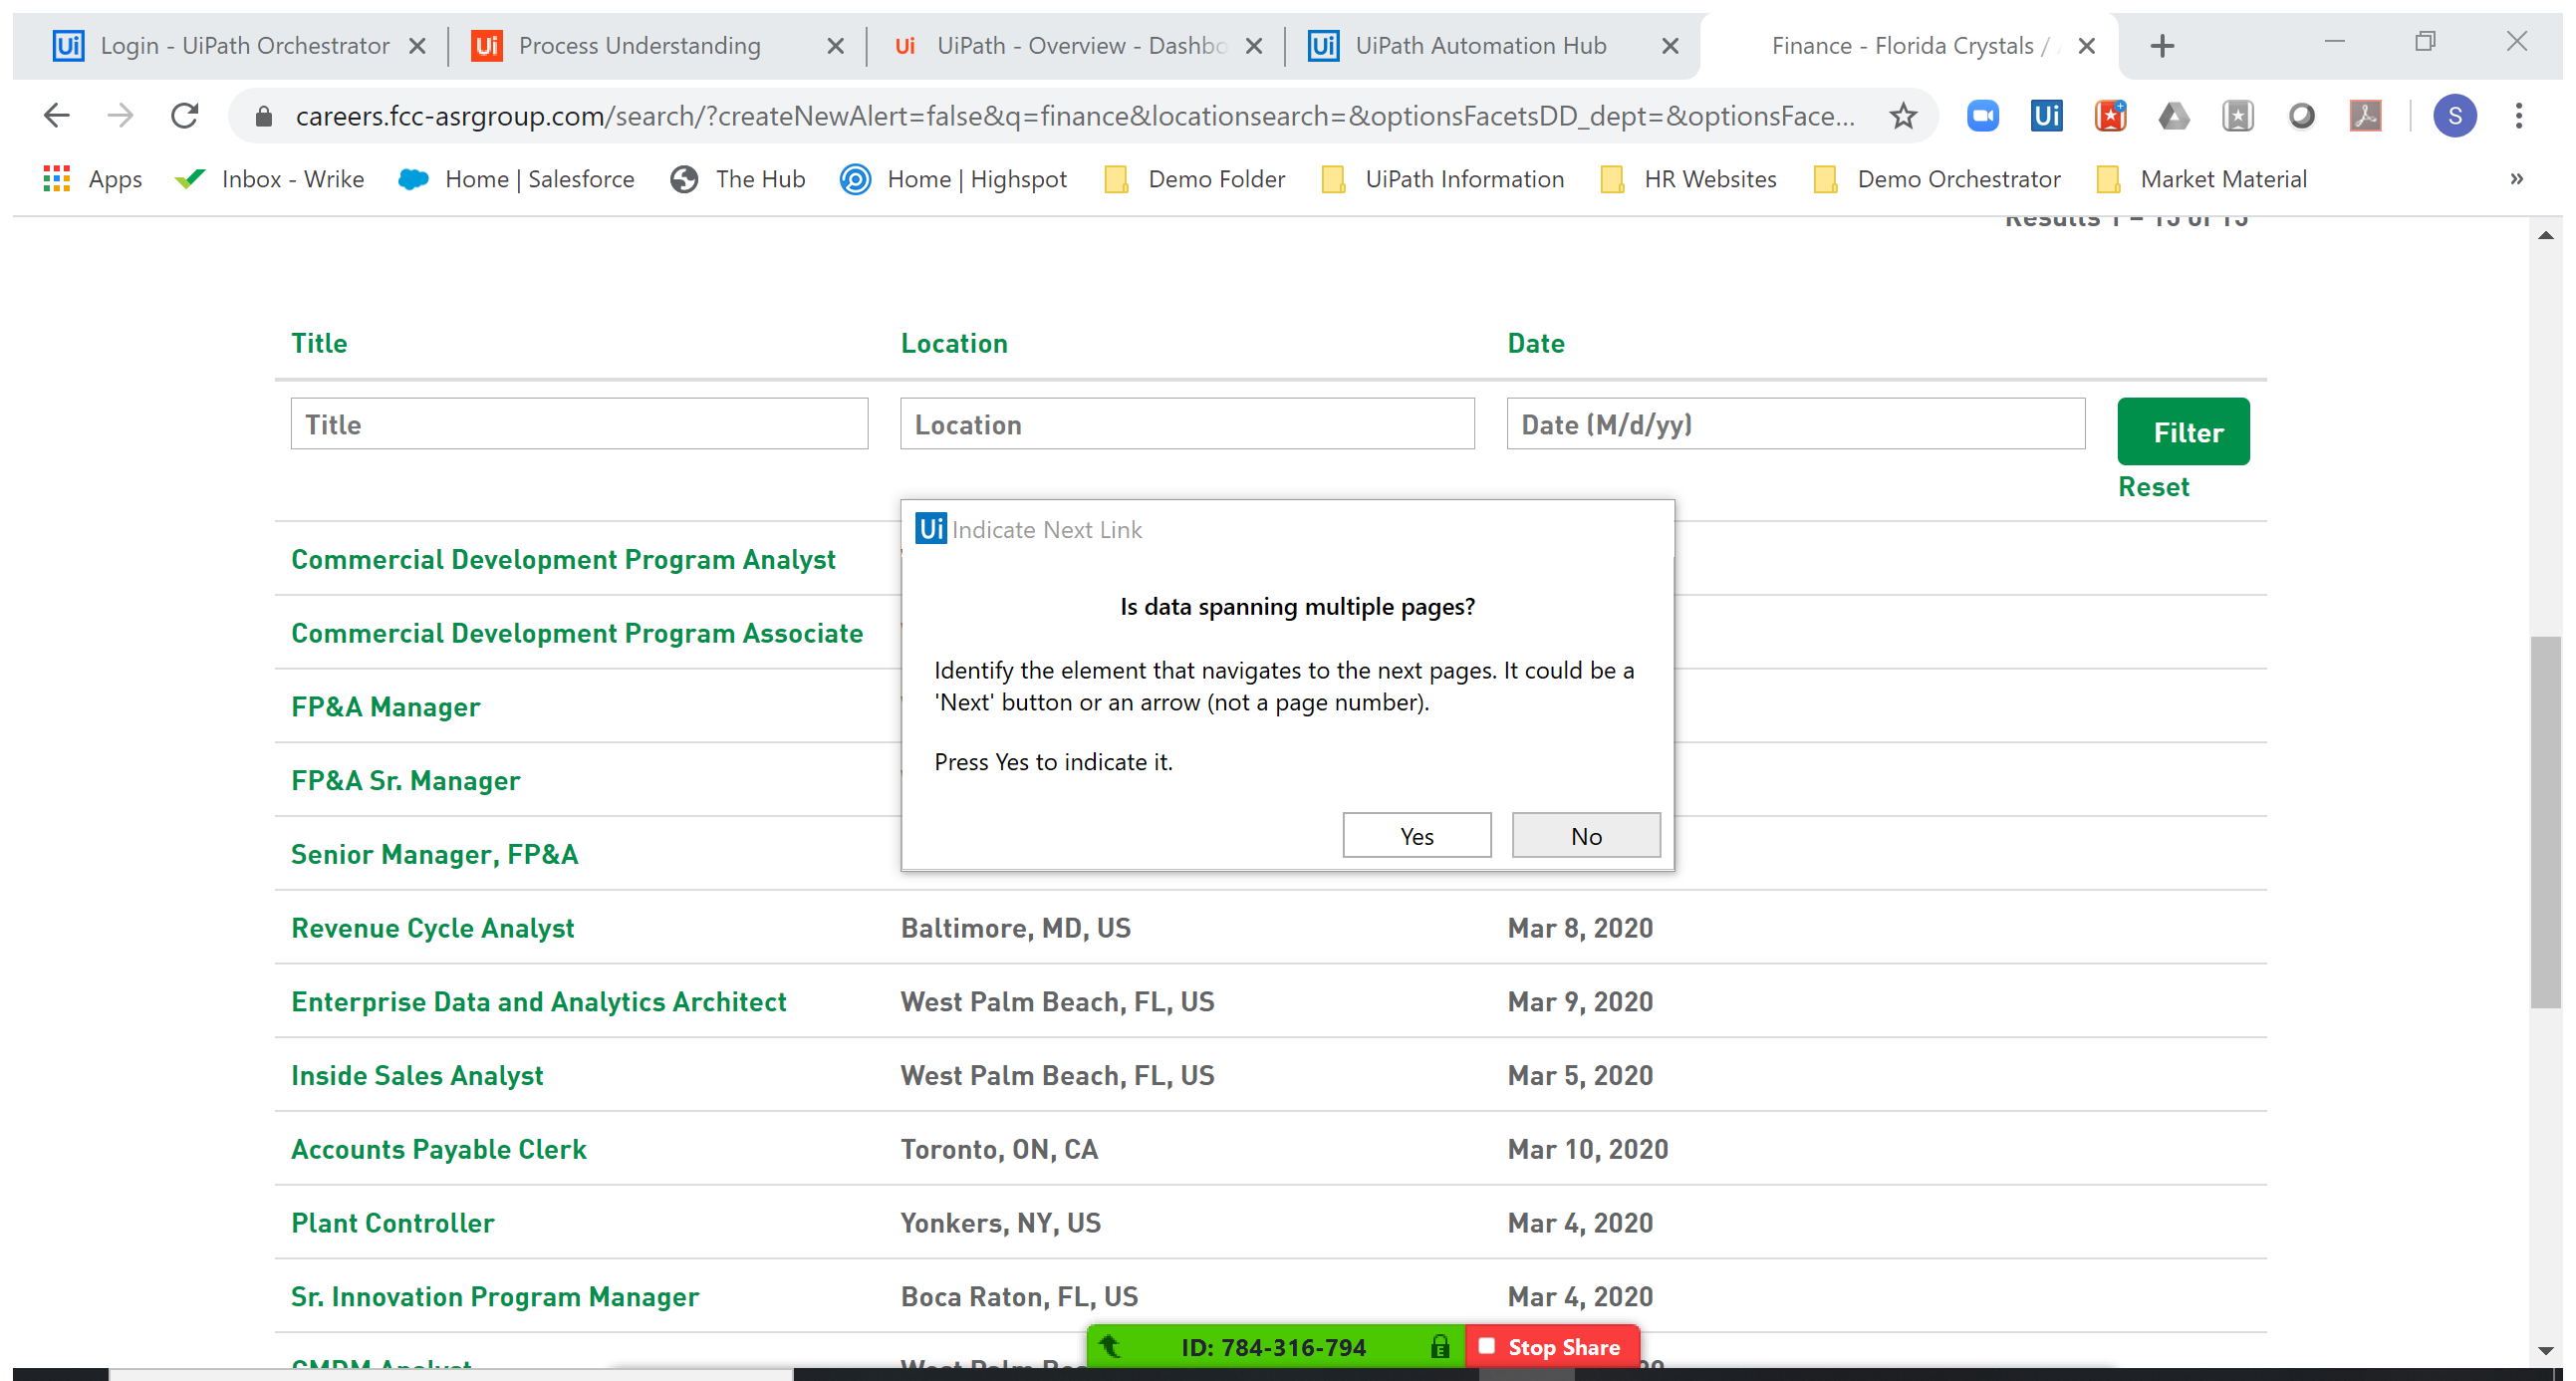 Login - UiPath Orchestrator
Process Understanding
UiPath - Overview - Dashbo
UiPath Automation Hub
Finance - Florida Crystals /
careers.fcc-asrgroup.com/search/?createNewAlert=false&q=finance&locationsearch=&optionsFacetsDD_dept=&optionsFace...
S
Apps
Inbox - Wrike
Home | Salesforce
The Hub
Home | Highspot
Demo Folder
UiPath Information
HR Websites
Demo Orchestrator
Market Material
»
Results 1 – 15 of 15
Title Location Date
Title Location Date (M/d/yy) Filter
Reset
Ui Indicate Next Link
Is data spanning multiple pages?
Identify the element that navigates to the next pages. It could be a
'Next' button or an arrow (not a page number).
Press Yes to indicate it.
Yes No
Commercial Development Program Analyst
Commercial Development Program Associate
FP&A Manager
FP&A Sr. Manager
Senior Manager, FP&A
Revenue Cycle Analyst Baltimore, MD, US Mar 8, 2020
Enterprise Data and Analytics Architect West Palm Beach, FL, US Mar 9, 2020
Inside Sales Analyst West Palm Beach, FL, US Mar 5, 2020
Accounts Payable Clerk Toronto, ON, CA Mar 10, 2020
Plant Controller Yonkers, NY, US Mar 4, 2020
Sr. Innovation Program Manager Boca Raton, FL, US Mar 4, 2020
Analyst West Palm
ID: 784-316-794 Stop Share